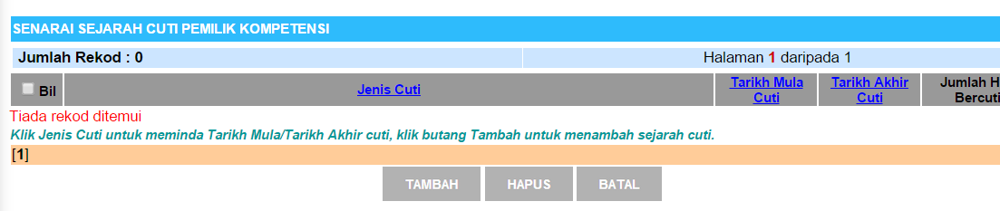 SENARAI SEJARAH CUTI PEMILIK KOMPETENSI
Jumlah Rekod : 0 Halaman 1 daripada 1
Bil Jenis Cuti Tarikh Mula Cuti Tarikh Akhir Cuti Jumlah H Bercuti
Tiada rekod ditemui
Klik Jenis Cuti untuk meminda Tarikh Mula/Tarikh Akhir cuti, klik butang Tambah untuk menambah sejarah cuti.
[1]
TAMBAH HAPUS BATAL